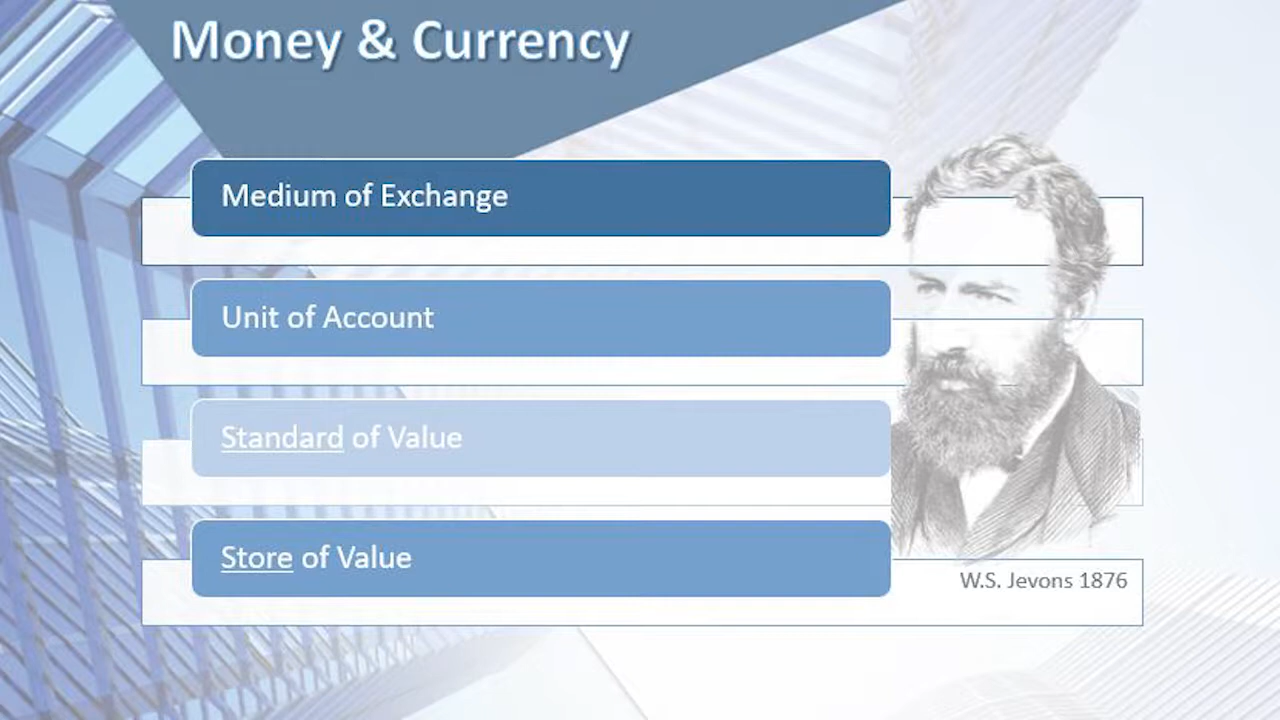 Money & Currency
Medium of Exchange
Unit of Account
Standard of Value
Store of Value
W.S. Jevons 1876